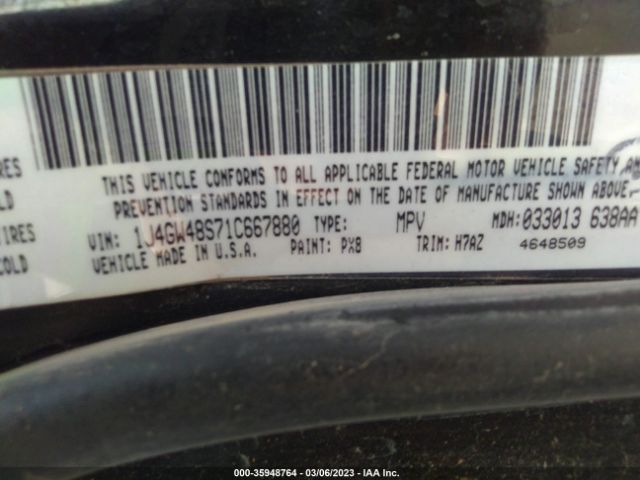 THIS VEHICLE CONFORMS TO ALL APPLICABLE FEDERAL MOTOR VEHICLE SAFETY
PREVENTION STANDARDS IN EFFECT ON THE DATE OF MANUFACTURE SHOWN ABOVE
VIN: 1J4GW48S71C667880 TYPE: MPV MDH:033013 638AA
VEHICLE MADE IN U.S.A. PAINT: PX8 TRIM: H7AZ 4648509
IRES
OLD
IRES
COLD
000-35948764 — 03/06/2023 — IAA Inc.